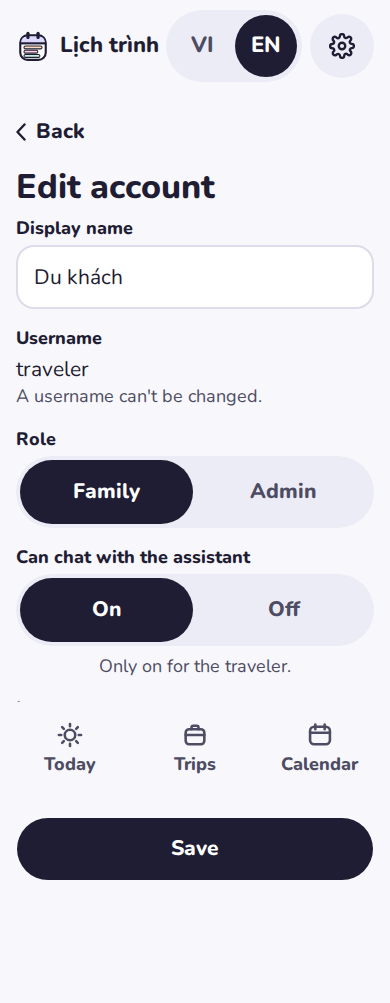 Lịch trình
VI
EN
Back
Edit account
Display name
Du khách
Username
traveler
A username can't be changed.
Role
Family
Admin
Can chat with the assistant
On
Off
Only on for the traveler.
Today
Trips
Calendar
Save